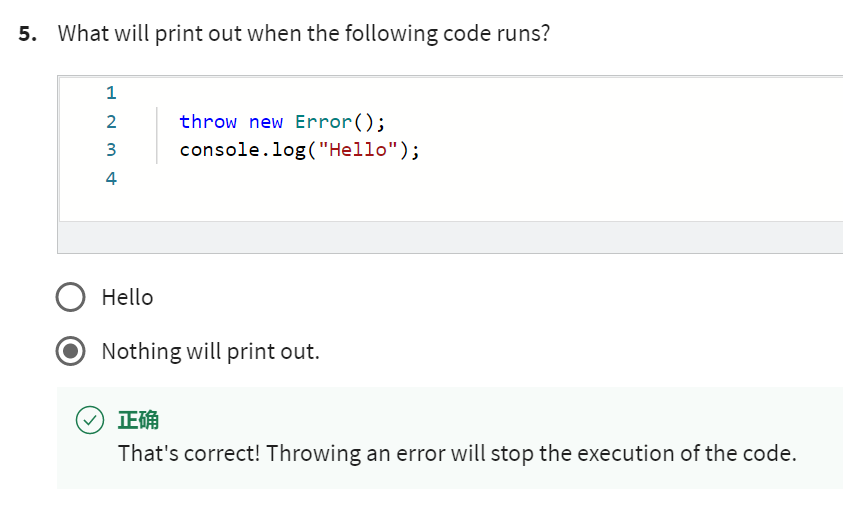 5. What will print out when the following code runs?
1
2 throw new Error();
3 console.log("Hello");
4
Hello
Nothing will print out.
正确
That's correct! Throwing an error will stop the execution of the code.